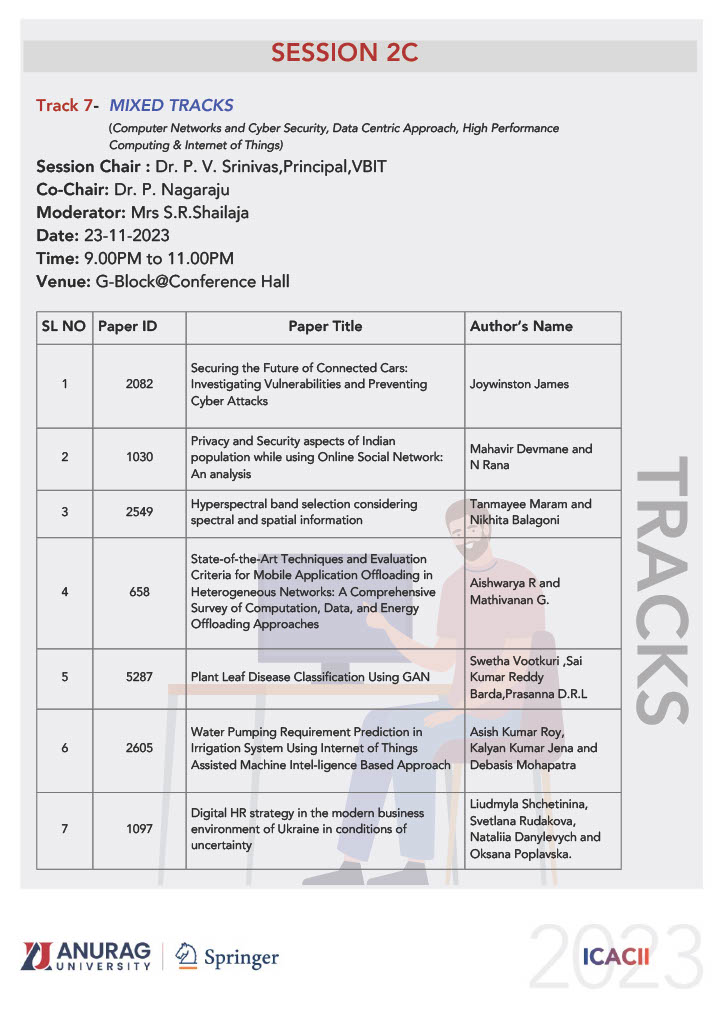 SESSION 2C
Track 7- MIXED TRACKS
(Computer Networks and Cyber Security, Data Centric Approach, High Performance
Computing & Internet of Things)
Session Chair : Dr. P. V. Srinivas,Principal,VBIT
Co-Chair: Dr. P. Nagaraju
Moderator: Mrs S.R.Shailaja
Date: 23-11-2023
Time: 9.00PM to 11.00PM
Venue: G-Block@Conference Hall
SL NO Paper ID Paper Title Author's Name
1 2082
Securing the Future of Connected Cars:
Investigating Vulnerabilities and Preventing
Cyber Attacks
Joywinston James
2 1030
Privacy and Security aspects of Indian
population while using Online Social Network:
An analysis
Mahavir Devmane and
N Rana
3 2549
Hyperspectral band selection considering
spectral and spatial information
Tanmayee Maram and
Nikhita Balagoni
4 658
State-of-the-Art Techniques and Evaluation
Criteria for Mobile Application Offloading in
Heterogeneous Networks: A Comprehensive
Survey of Computation, Data, and Energy
Offloading Approaches
Aishwarya R and
Mathivanan G.
5 5287
Plant Leaf Disease Classification Using GAN
Swetha Vootkuri ,Sai
Kumar Reddy
Barda,Prasanna D.R.L
6 2605
Water Pumping Requirement Prediction in
Irrigation System Using Internet of Things
Assisted Machine Intel-ligence Based Approach
Asish Kumar Roy,
Kalyan Kumar Jena and
Debasis Mohapatra
7 1097
Digital HR strategy in the modern business
environment of Ukraine in conditions of
uncertainty
Liudmyla Shchetinina,
Svetlana Rudakova,
Nataliia Danylevych and
Oksana Poplavska.
TRACKS
ANURAG
UNIVERSITY
Springer
2023
ICACII